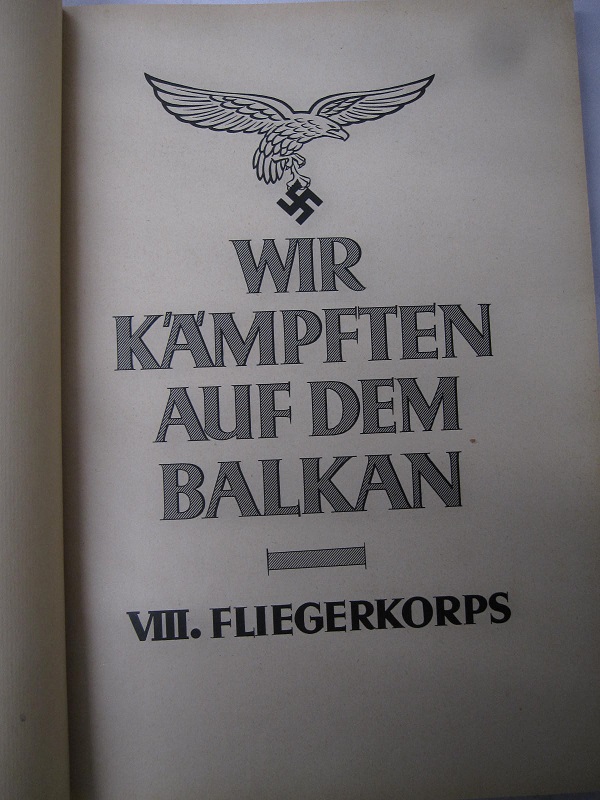 WIR
KÄMPFTEN
AUF DEM
BALKAN
VIII. FLIEGERKORPS